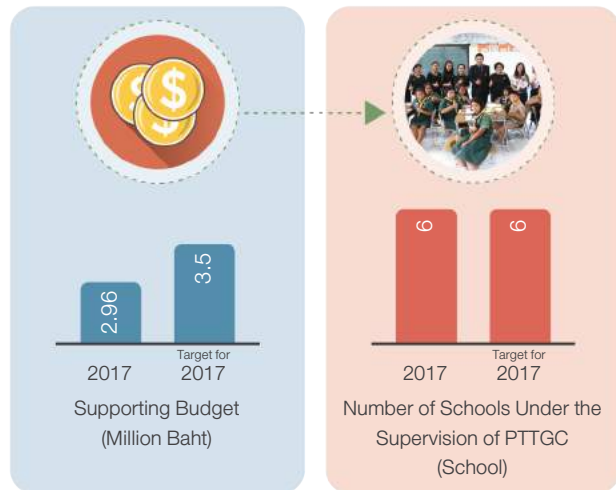 2.96
3.5
2017
Target for
2017
Supporting Budget
(Million Baht)
6
6
2017
Target for
2017
Number of Schools Under the
Supervision of PTTGC
(School)